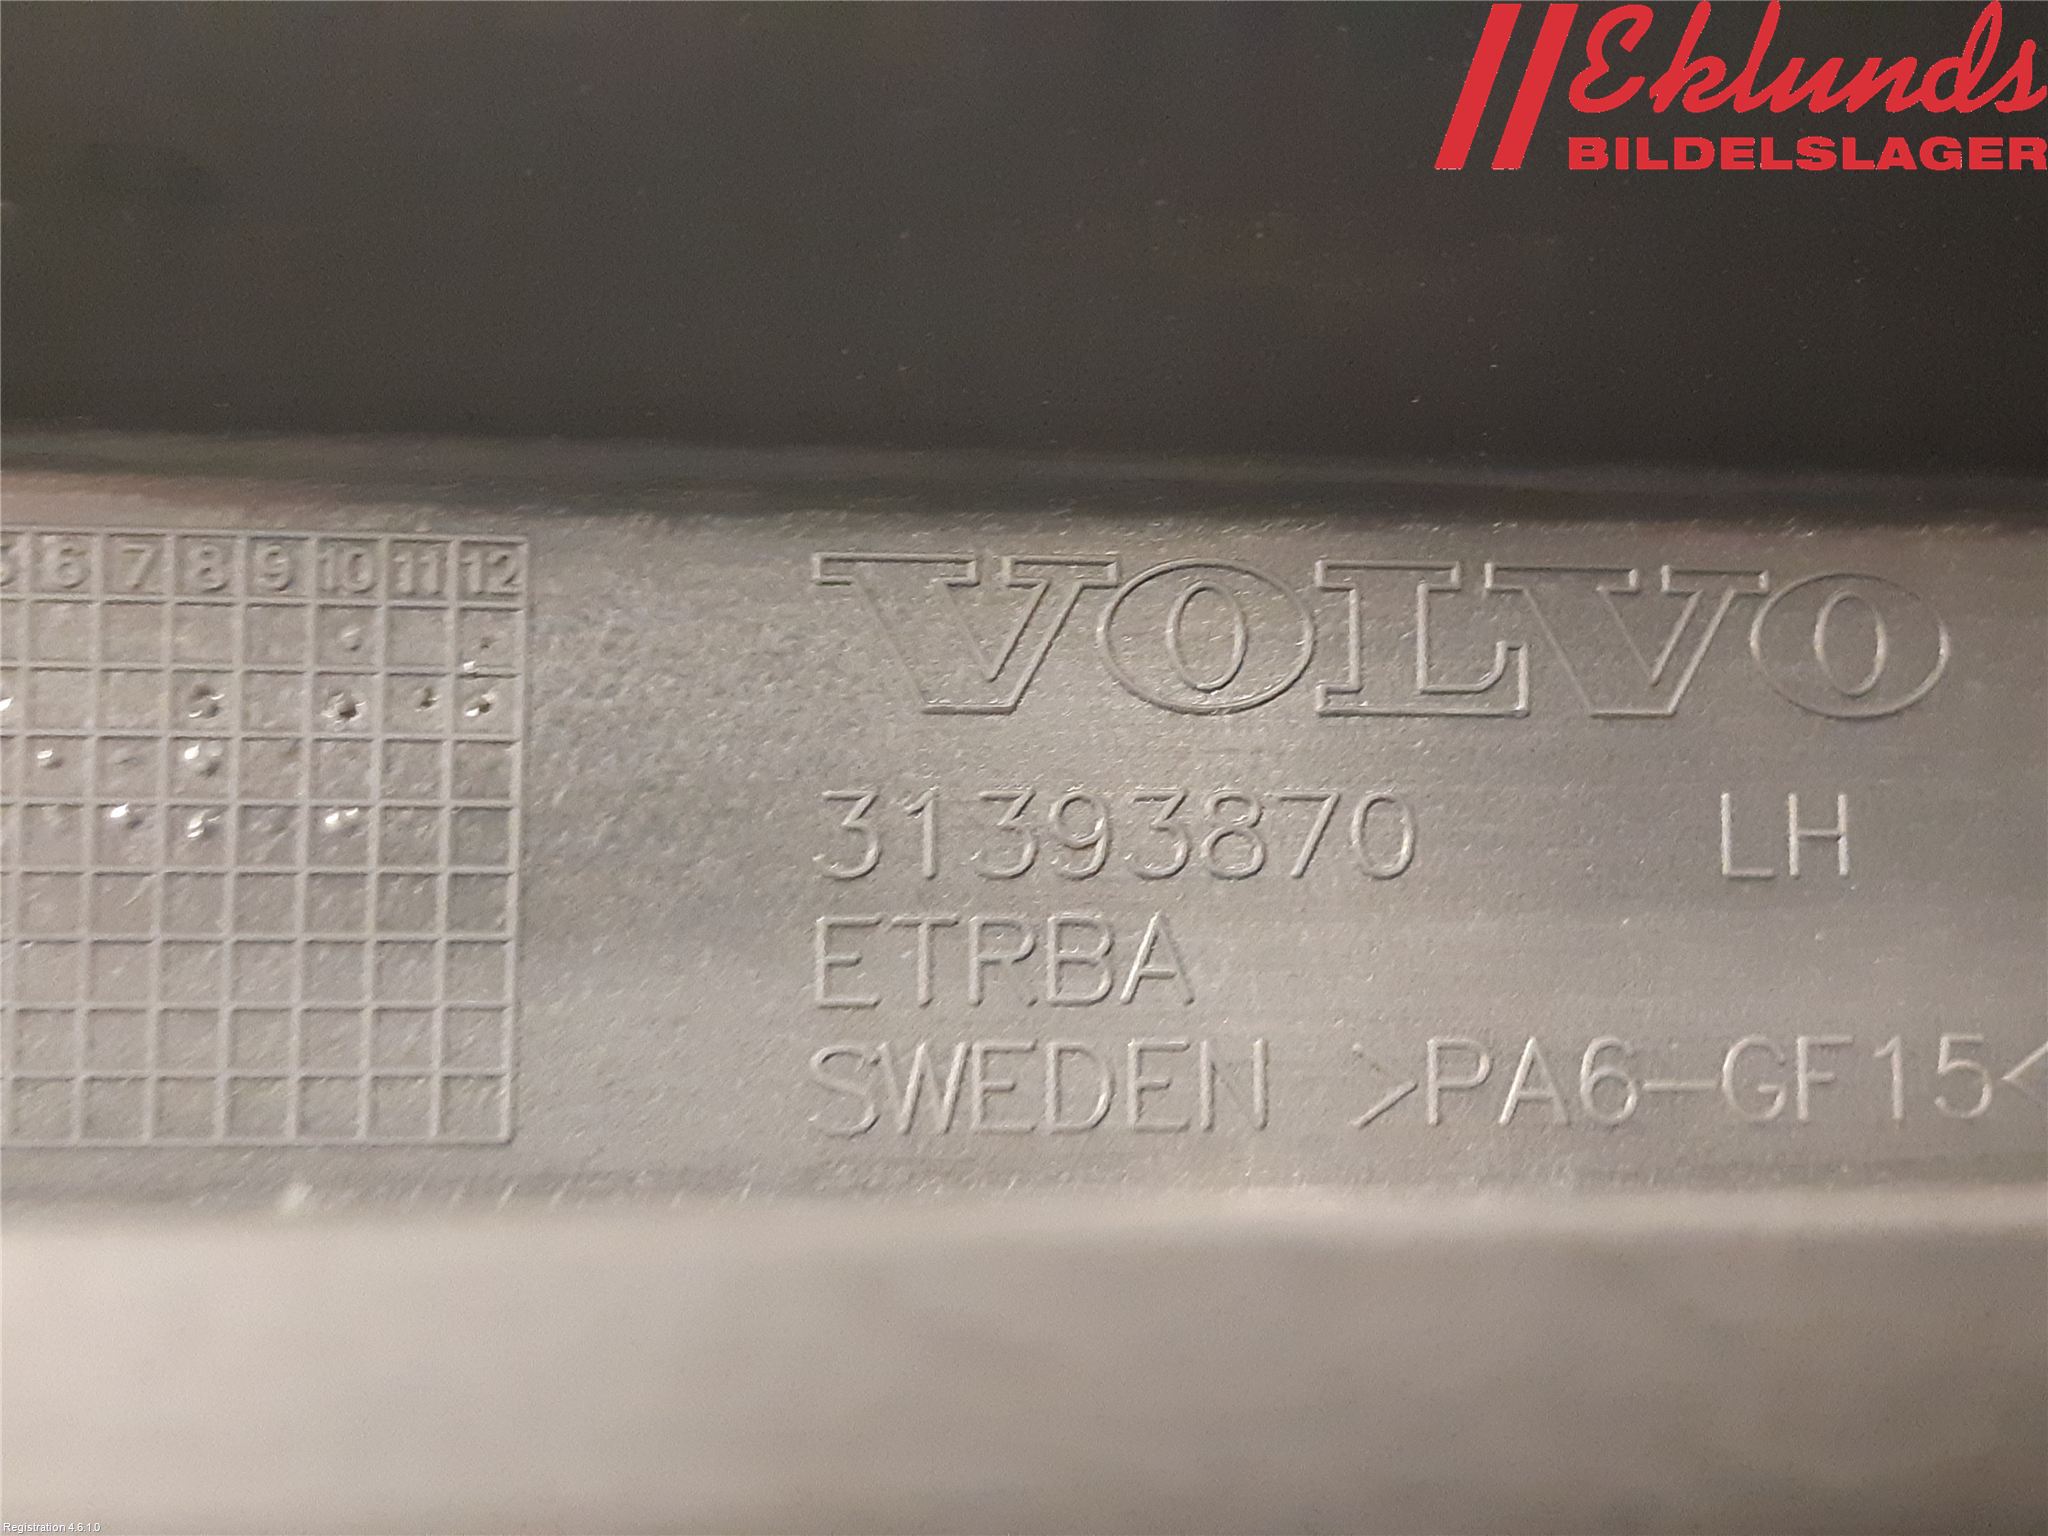 Eklunds
BILDELSLAGER
6 7 8 9 10 11 12
VOLVO
31393870 LH
ETRBA
SWEDEN >PA6-GF15<
Registration 4.6.1.0